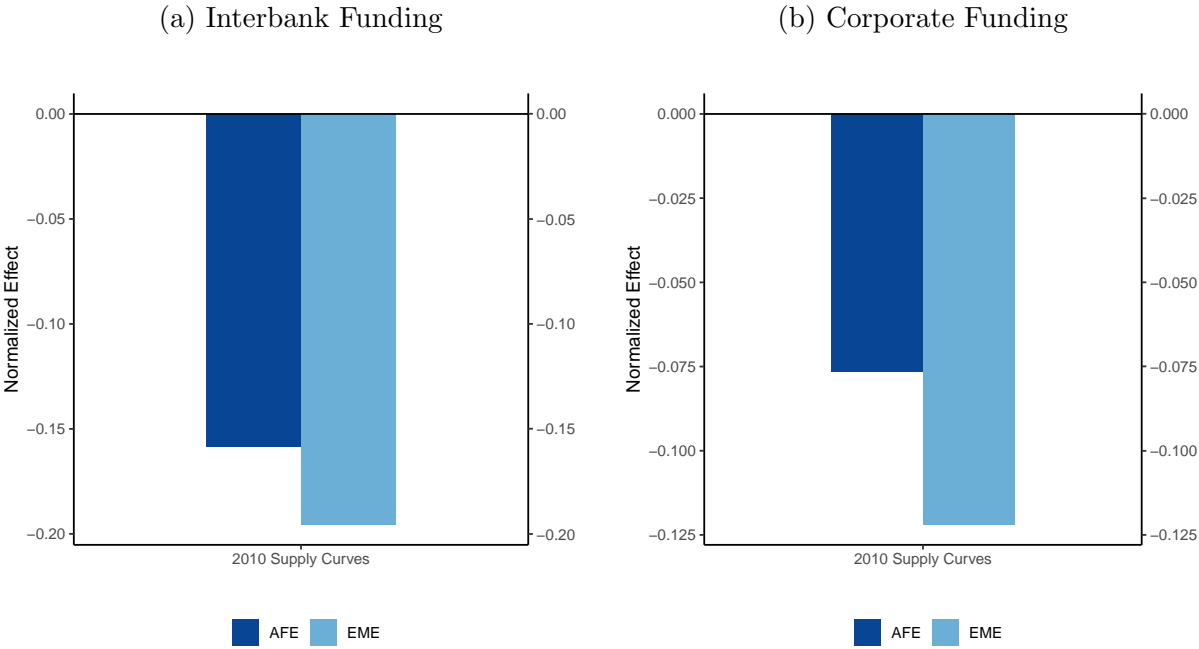 (a) Interbank Funding
0.00
−0.05
−0.10
−0.15
−0.20
Normalized Effect
0.00
−0.05
−0.10
−0.15
−0.20
2010 Supply Curves
AFE EME
(b) Corporate Funding
0.000
−0.025
−0.050
−0.075
−0.100
−0.125
Normalized Effect
0.000
−0.025
−0.050
−0.075
−0.100
−0.125
2010 Supply Curves
AFE EME